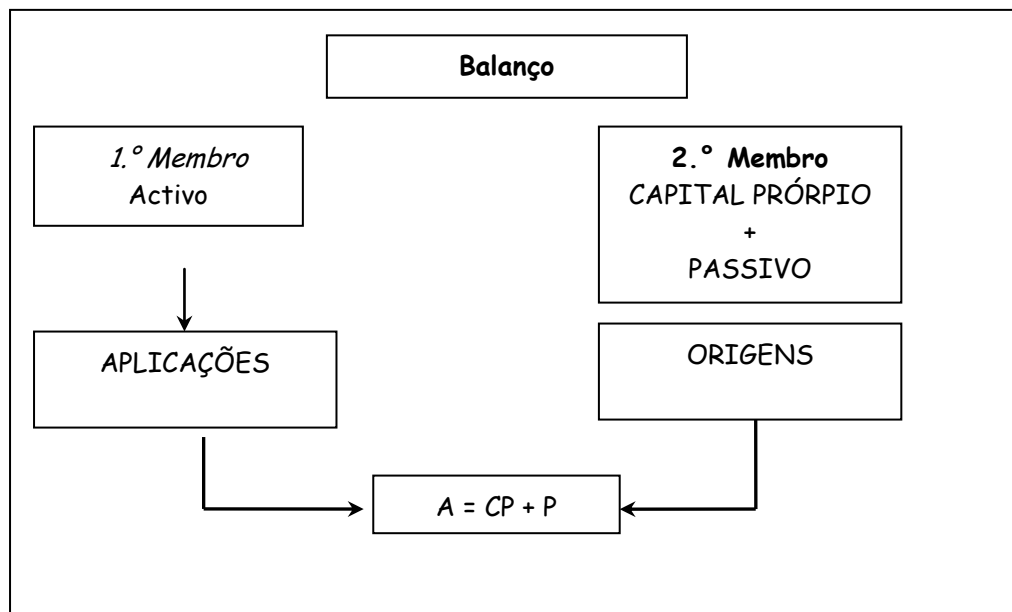 Balanço
1.º Membro
Activo
2.º Membro
CAPITAL PRÓRPIO
+
PASSIVO
APLICAÇÕES
ORIGENS
A = CP + P